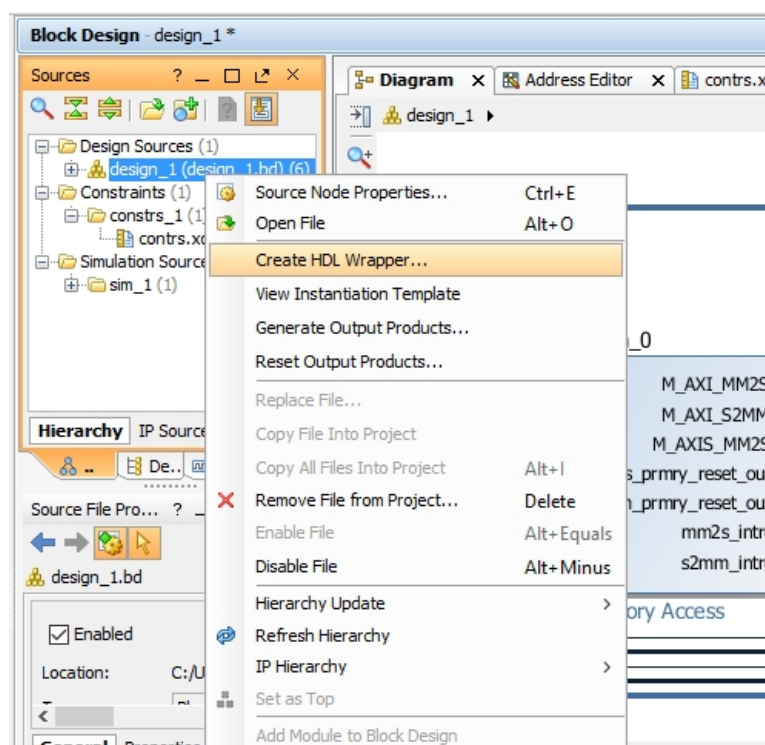 Block Design - design_1 *
Sources ? _ ×
Design Sources (1)
design_1 (design_1.bd) (6)
Constraints (1)
constrs_1 (1)
contrs.xd
Simulation Source
sim_1 (1)
Hierarchy IP Source
.. De..
Source File Pro... ? _
design_1.bd
Enabled
Location: C:/U
General
Source Node Properties... Ctrl+E
Open File Alt+O
Create HDL Wrapper...
View Instantiation Template
Generate Output Products...
Reset Output Products...
Replace File...
Copy File Into Project
Copy All Files Into Project Alt+I
Remove File from Project... Delete
Enable File Alt+Equals
Disable File Alt+Minus
Hierarchy Update >
Refresh Hierarchy
IP Hierarchy >
Set as Top
Add Module to Block Design
Diagram × Address Editor × contrs.x
design_1
_0
M_AXI_MM2S
M_AXI_S2MM
M_AXIS_MM2S
s_prmry_reset_ou
prmry_reset_ou
mm2s_intr
s2mm_intr
ory Access